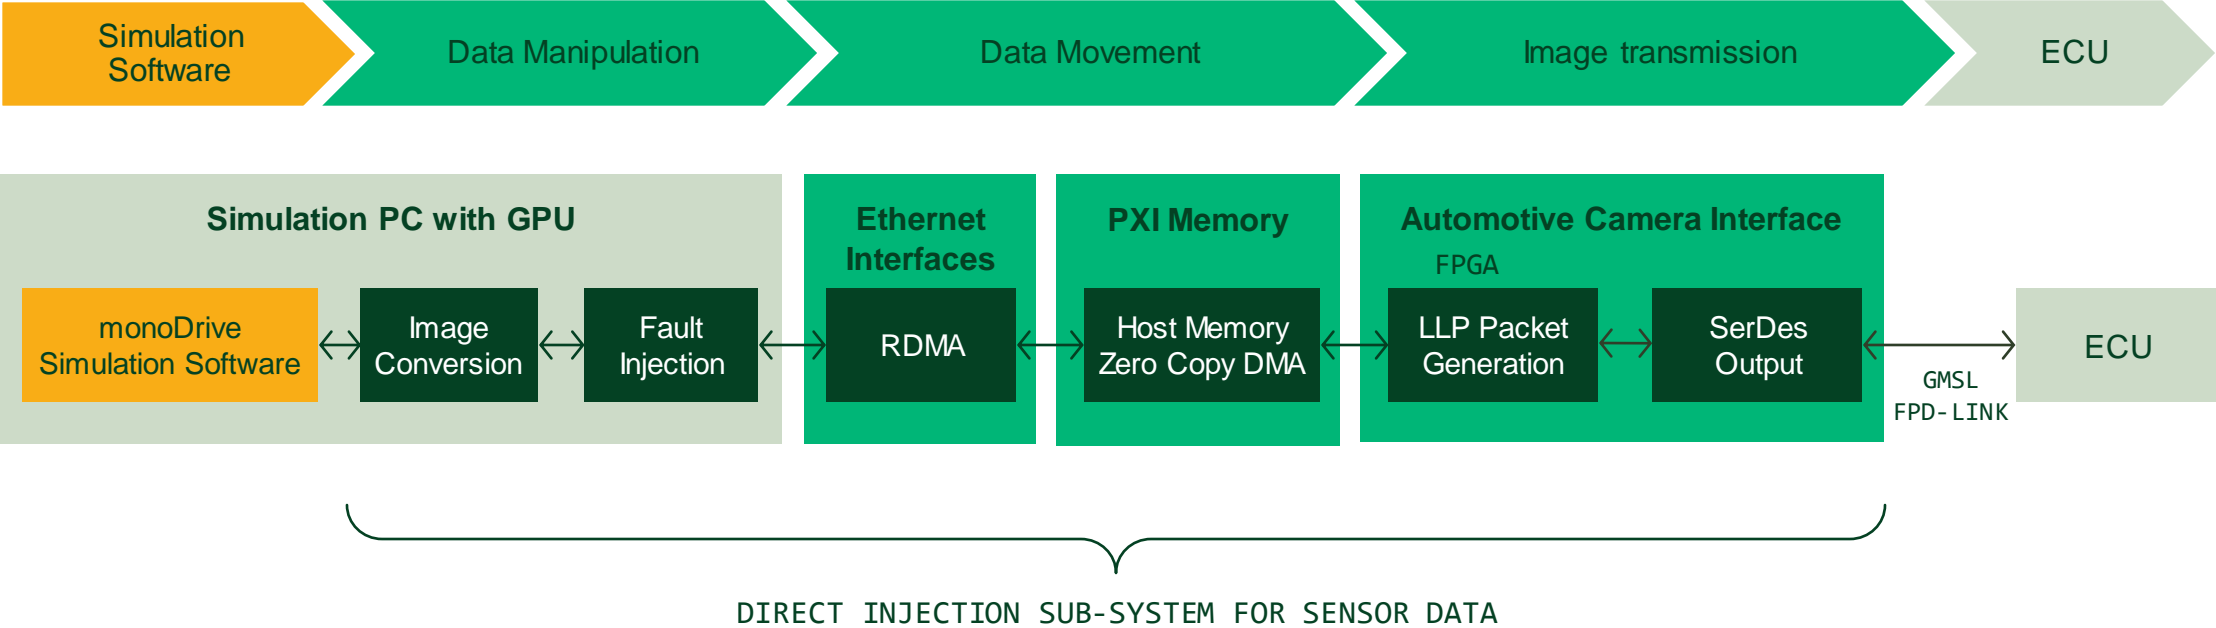 Simulation
Software
Data Manipulation
Data Movement
Image transmission
ECU
Simulation PC with GPU
monoDrive
Simulation Software
Image
Conversion
Fault
Injection
Ethernet
Interfaces
RDMA
PXI Memory
Host Memory
Zero Copy DMA
Automotive Camera Interface
FPGA
LLP Packet
Generation
SerDes
Output
GMSL
FPD-LINK
ECU
DIRECT INJECTION SUB-SYSTEM FOR SENSOR DATA